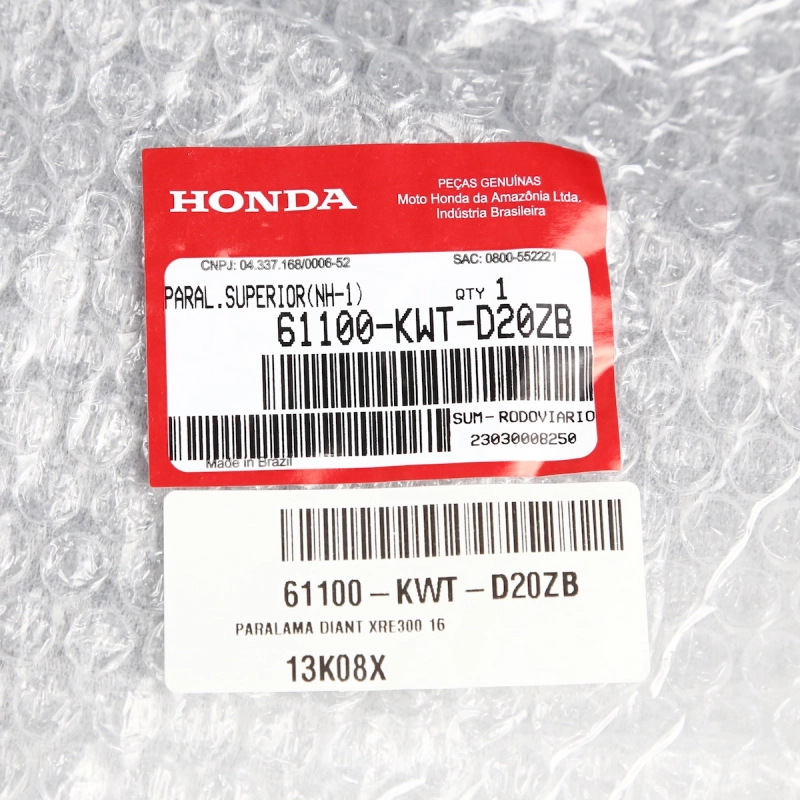 HONDA
PEÇAS GENUÍNAS
Moto Honda da Amazônia Ltda.
Indústria Brasileira
CNPJ: 04.337.168/0006-52
SAC: 0800-552221
PARAL.SUPERIOR(NH-1)
QTY 1
61100-KWT-D20ZB
SUM-RODOVIARIO
23030008250
Made in Brazil
61100-KWT-D20ZB
PARALAMA DIANT XRE300 16
13K08X